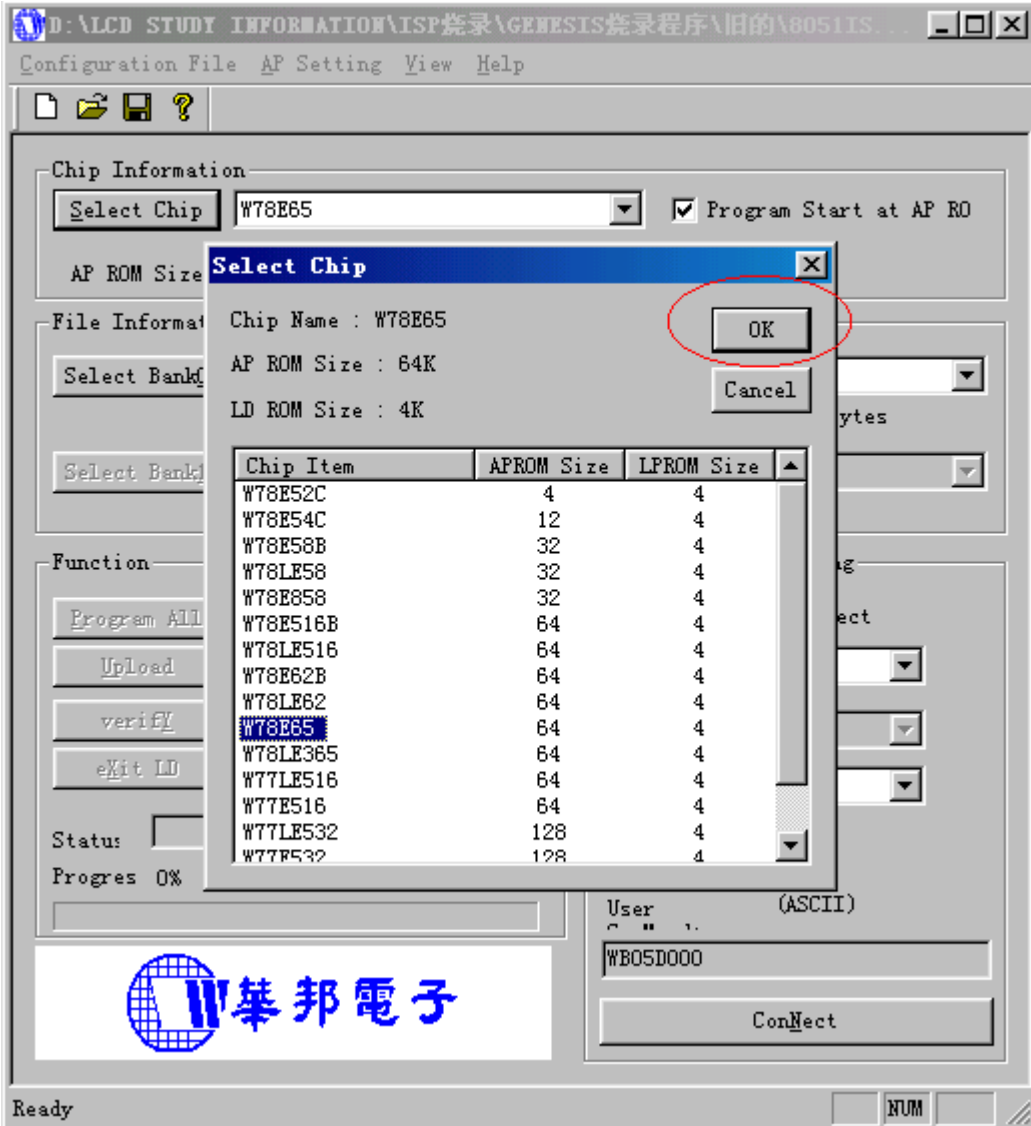 D:\LCD STUDY INFORMATION\ISP烧录\GENESIS烧录程序\旧的\8051IS...
Configuration File AP Setting View Help
Chip Information
Select Chip W78E65 Program Start at AP RO
AP ROM Size
Select Chip
Chip Name : W78E65
OK
AP ROM Size : 64K
Cancel
LD ROM Size : 4K
File Informat
Select Bank0
ytes
Select Bank1
Chip Item APROM Size LPROM Size
W78E52C 4 4
W78E54C 12 4
W78E58B 32 4
W78LE58 32 4
W78E858 32 4
W78E516B 64 4
W78LE516 64 4
W78E62B 64 4
W78LE62 64 4
W78E65 64 4
W78LE365 64 4
W77LE516 64 4
W77E516 64 4
W77LE532 128 4
W77E532 128 4
Function
ng
Program All
ect
Upload
verifY
eXit LD
Status
Progres 0%
User (ASCII)
WB05D000
ConNect
華邦電子
Ready NUM